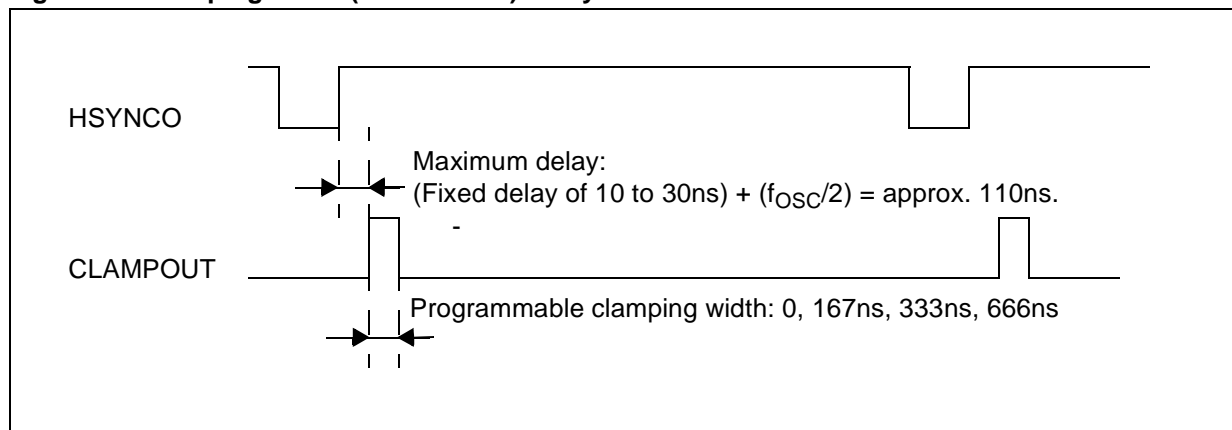 HSYNCO
Maximum delay:
(Fixed delay of 10 to 30ns) + (fOSC/2) = approx. 110ns.
-
CLAMPOUT
Programmable clamping width: 0, 167ns, 333ns, 666ns